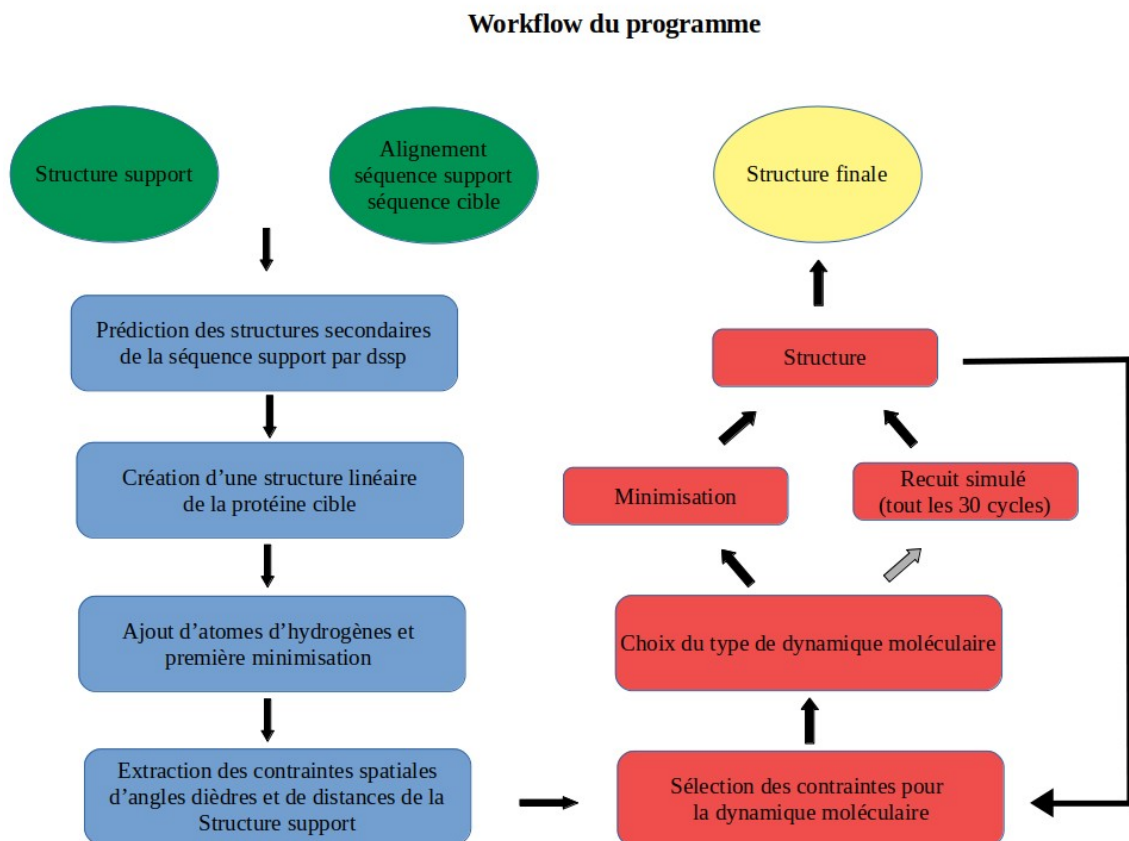 Workflow du programme
Structure support
Alignement
séquence support
séquence cible
Structure finale
Prédiction des structures secondaires
de la séquence support par dssp
Création d’une structure linéaire
de la protéine cible
Ajout d’atomes d’hydrogènes et
première minimisation
Extraction des contraintes spatiales
d’angles dièdres et de distances de la
Structure support
Structure
Minimisation
Recuit simulé
(tout les 30 cycles)
Choix du type de dynamique moléculaire
Sélection des contraintes pour
la dynamique moléculaire